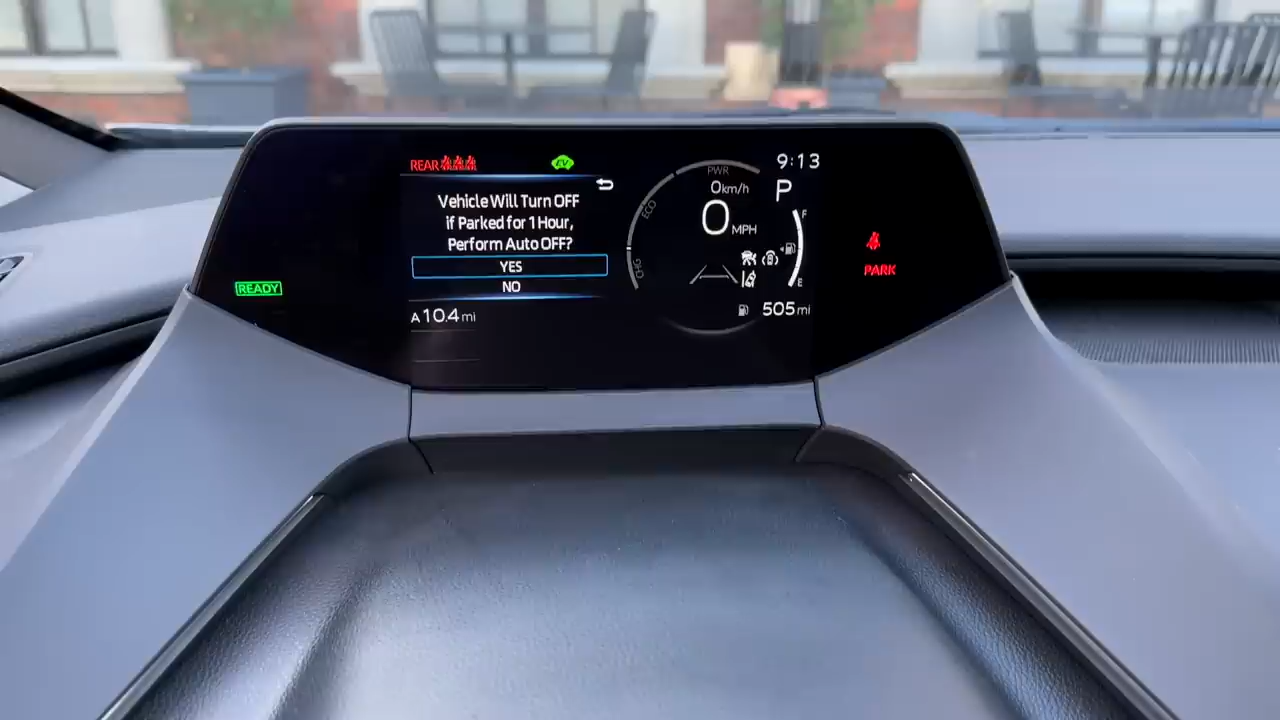 REAR
EV
9:13
Vehicle Will Turn OFF
if Parked for 1 Hour,
Perform Auto OFF?
YES
NO
A 10.4 mi
READY
PWR
ECO
CHG
0 km/h
0 MPH
P
F
E
505 mi
PARK